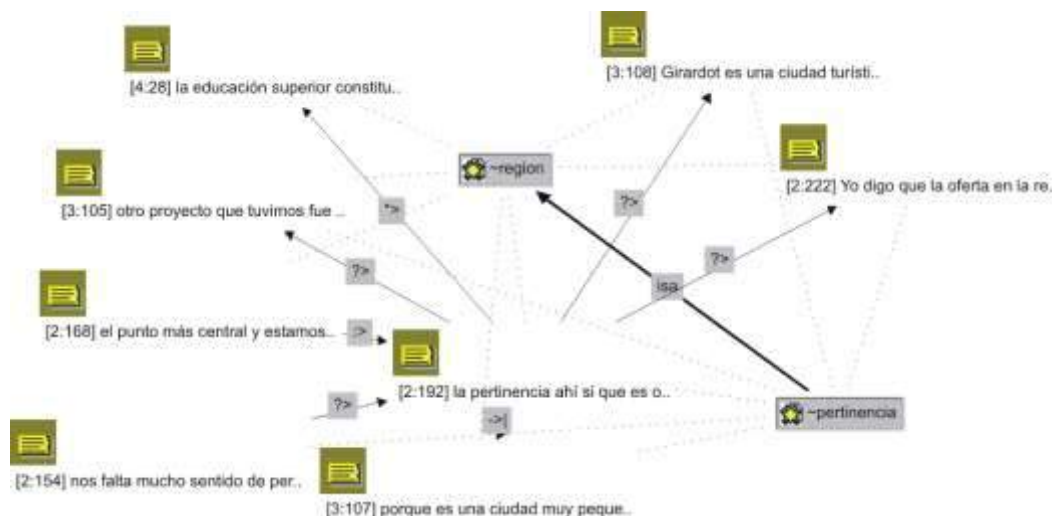 [4:28] la educación superior constitu..
[3:108] Girardot es una ciudad turísti..
~region
[2:222] Yo digo que la oferta en la re.
[3:105] otro proyecto que tuvimos fue ..
*>
?>
?>
?>
isa
[2:168] el punto más central y estamos..
:>
[2:192] la pertinencia ahí si que es o..
?>
->|
~pertinencia
[2:154] nos falta mucho sentido de per..
[3:107] porque es una ciudad muy peque..